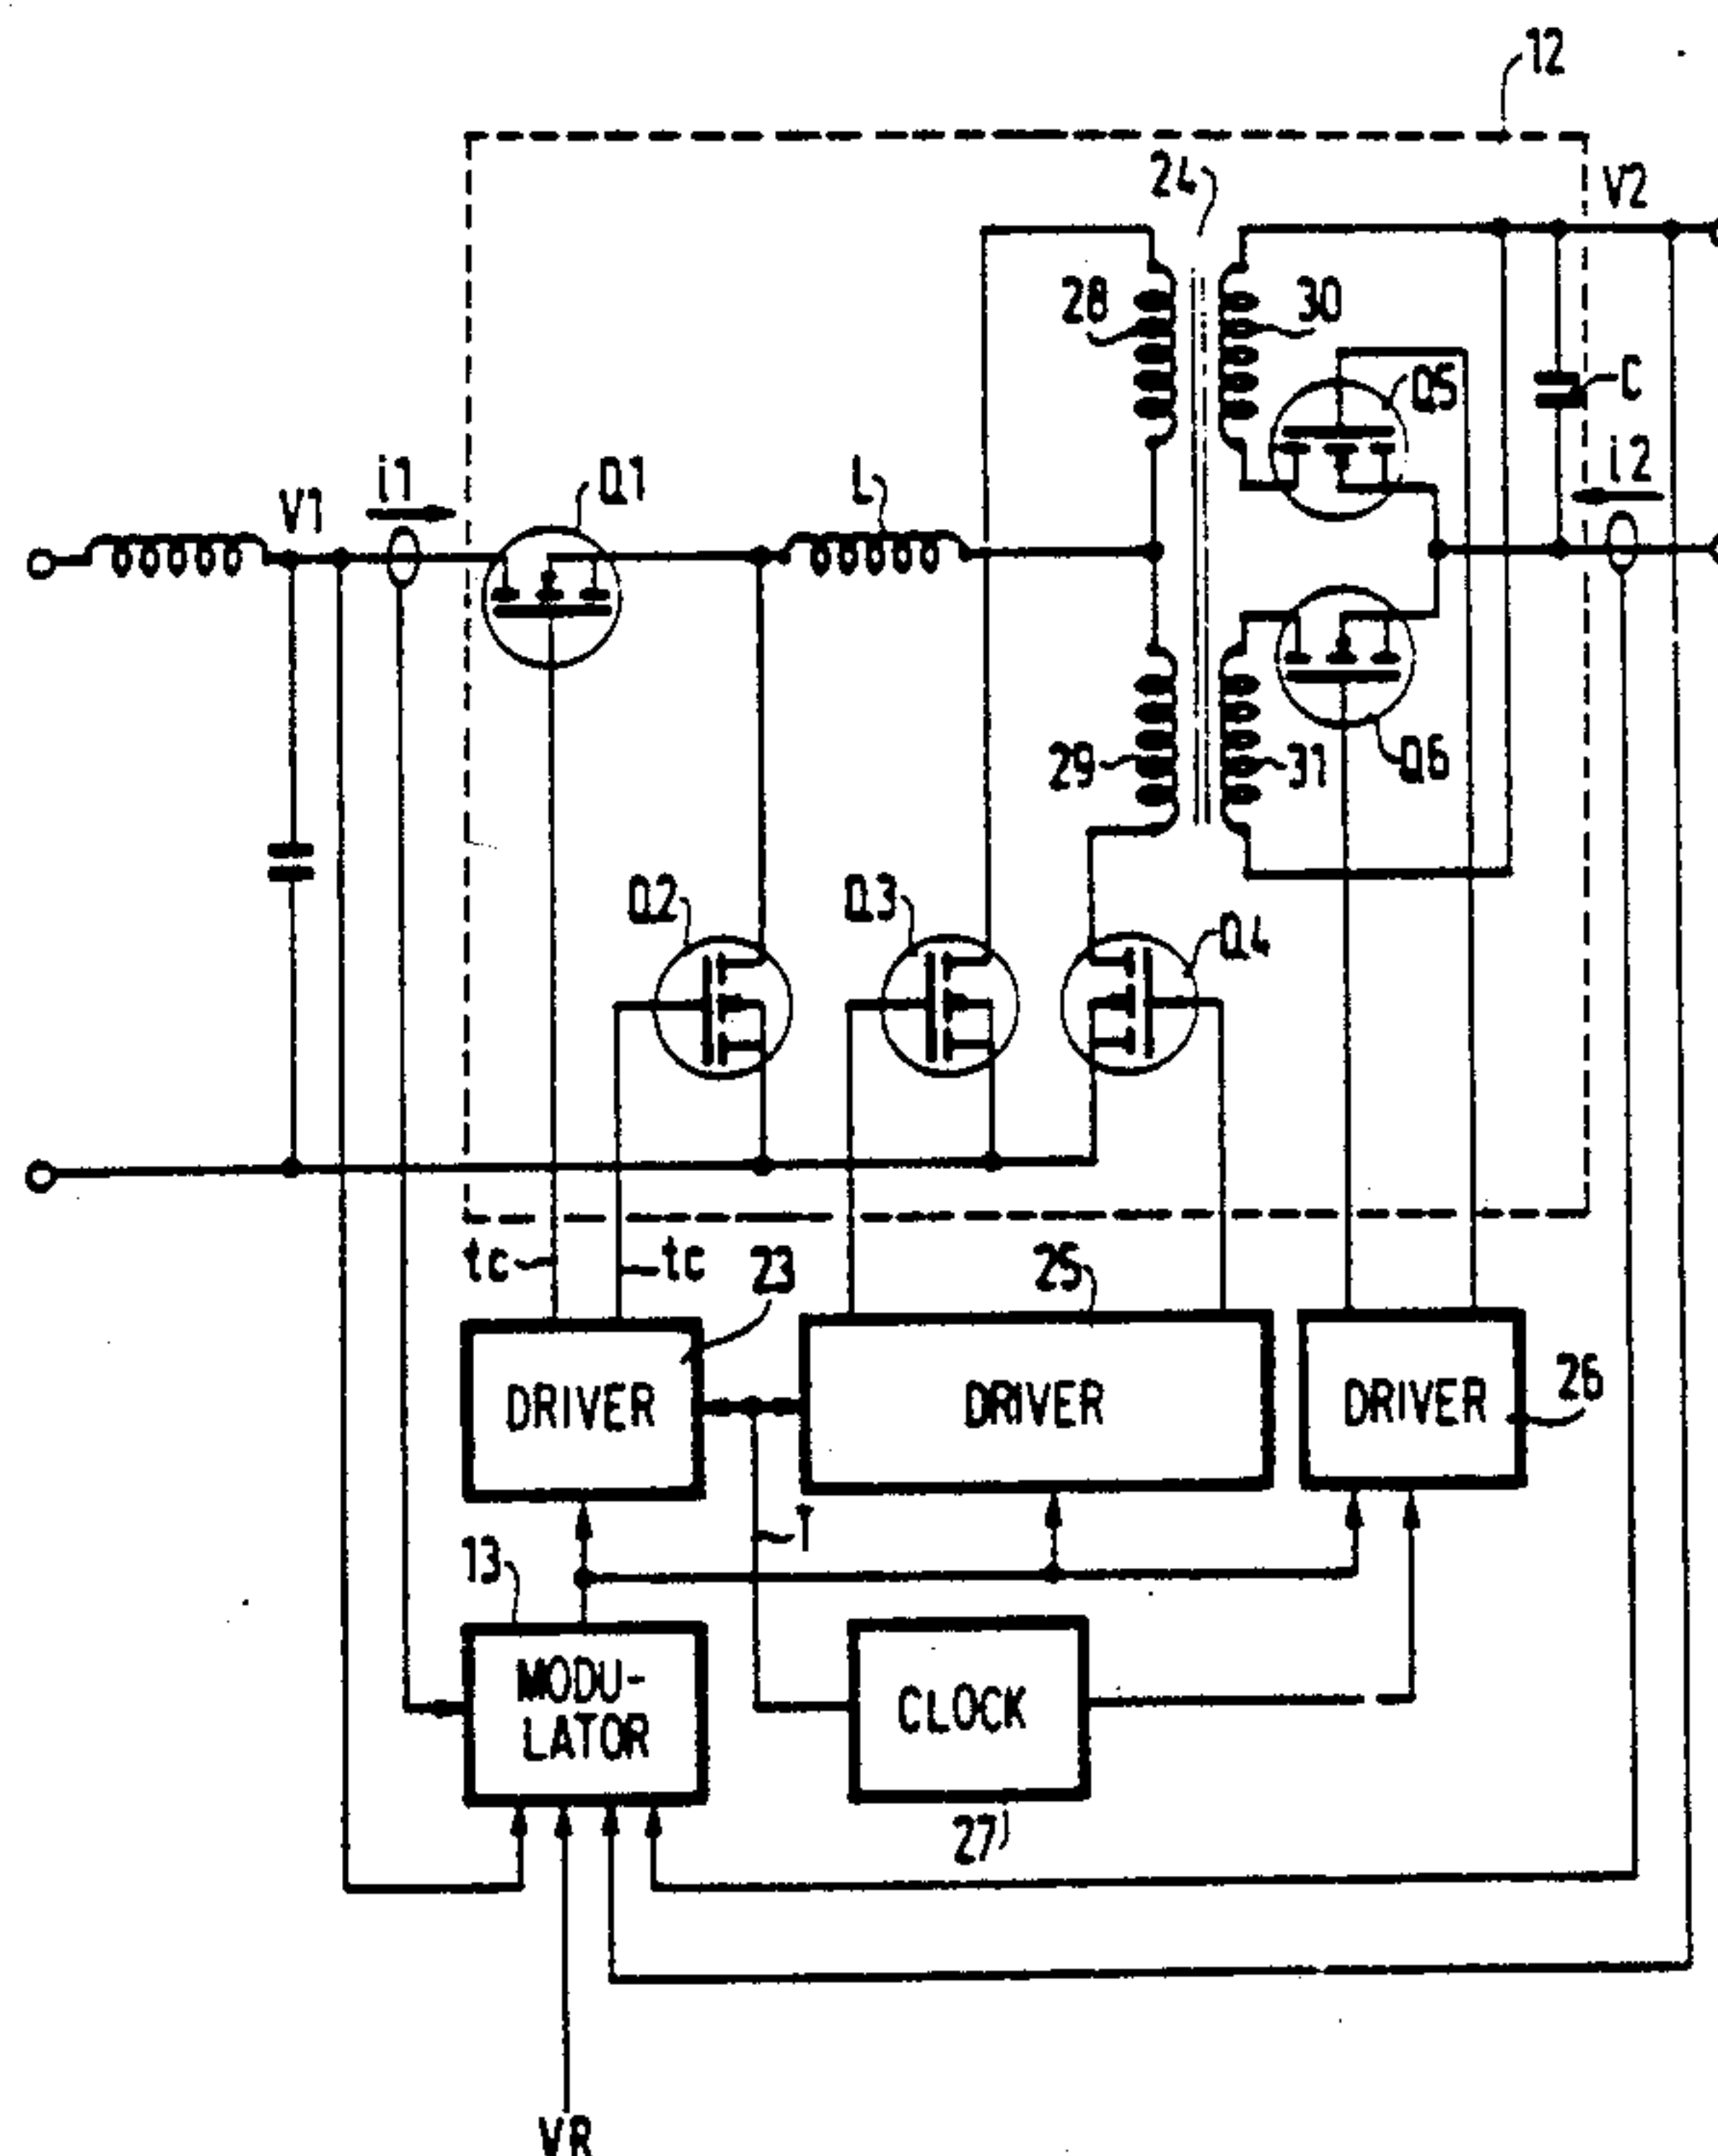 12
24
V2
28
30
Q5
C
i1
Q1
L
i2
V1
29
31
Q6
Q2
Q3
Q4
tc
tc
23
25
DRIVER
DRIVER
DRIVER
26
T
13
MODU-
LATOR
CLOCK
27
VR